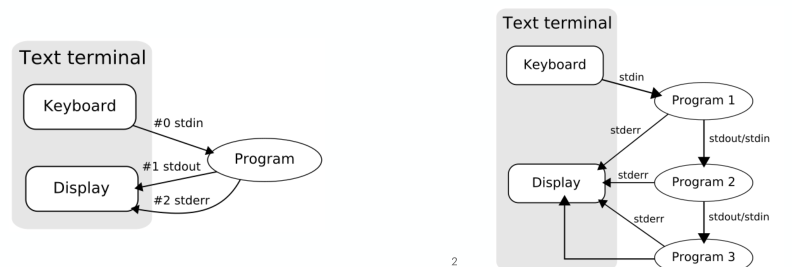 Text terminal
Keyboard
#0 stdin
Program
#1 stdout
Display
#2 stderr
2
Text terminal
Keyboard
stdin
Program 1
stderr
stdout/stdin
Display
stderr
Program 2
stdout/stdin
stderr
Program 3